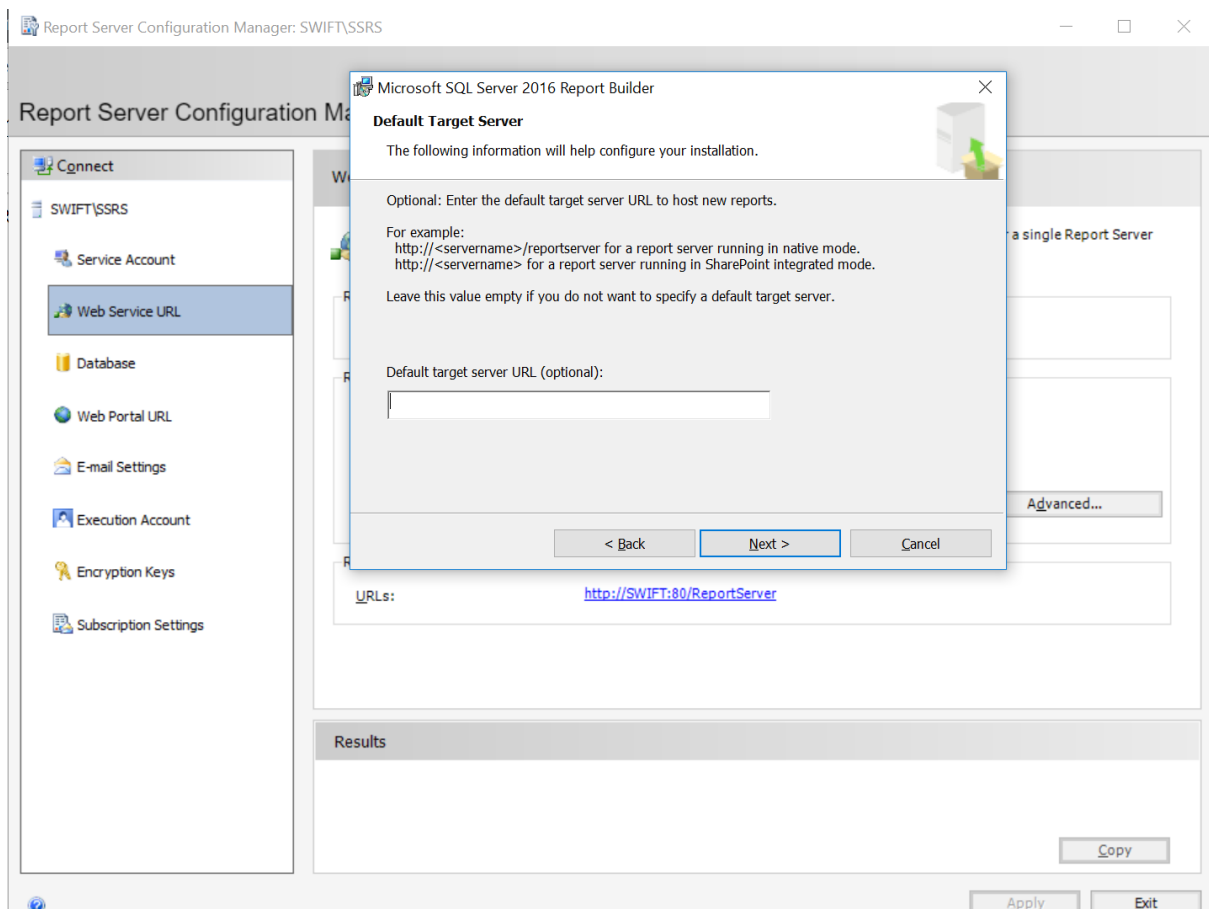 Report Server Configuration Manager: SWIFT\SSRS
Report Server Configuration Ma
Connect
SWIFT\SSRS
Service Account
Web Service URL
Database
Web Portal URL
E-mail Settings
Execution Account
Encryption Keys
Subscription Settings
Microsoft SQL Server 2016 Report Builder
Default Target Server
The following information will help configure your installation.
Optional: Enter the default target server URL to host new reports.
For example:
http://<servername>/reportserver for a report server running in native mode.
http://<servername> for a report server running in SharePoint integrated mode.
Leave this value empty if you do not want to specify a default target server.
Default target server URL (optional):
< Back
Next >
Cancel
a single Report Server
Advanced...
URLs:
http://SWIFT:80/ReportServer
Results
Copy
Apply
Exit